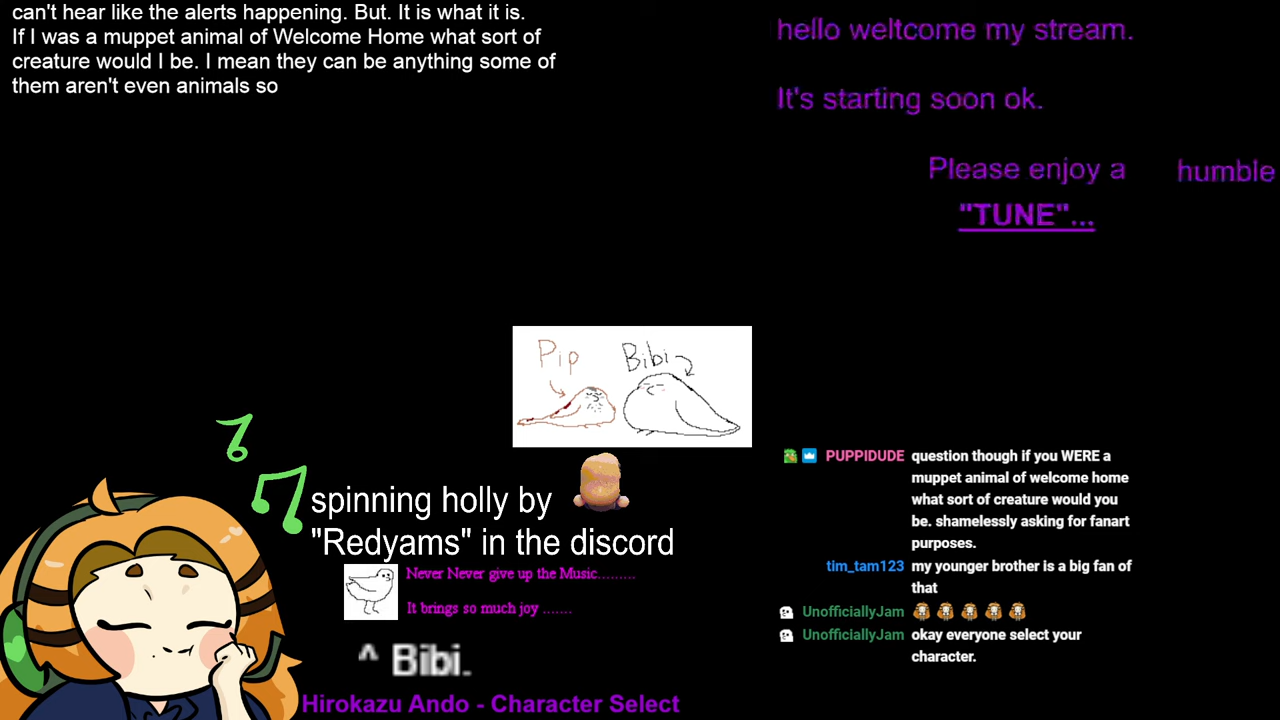 can't hear like the alerts happening. But. It is what it is.
If I was a muppet animal of Welcome Home what sort of
creature would I be. I mean they can be anything some of
them aren't even animals so
hello weltcome my stream.
It's starting soon ok.
Please enjoy a humble
"TUNE"...
Pip
Bibi
spinning holly by
"Redyams" in the discord
Never Never give up the Music.........
It brings so much joy .......
^ Bibi.
Hirokazu Ando - Character Select
PUPPIDUDE question though if you WERE a
muppet animal of welcome home
what sort of creature would you
be. shamelessly asking for fanart
purposes.
tim_tam123 my younger brother is a big fan of
that
UnofficiallyJam
UnofficiallyJam okay everyone select your
character.